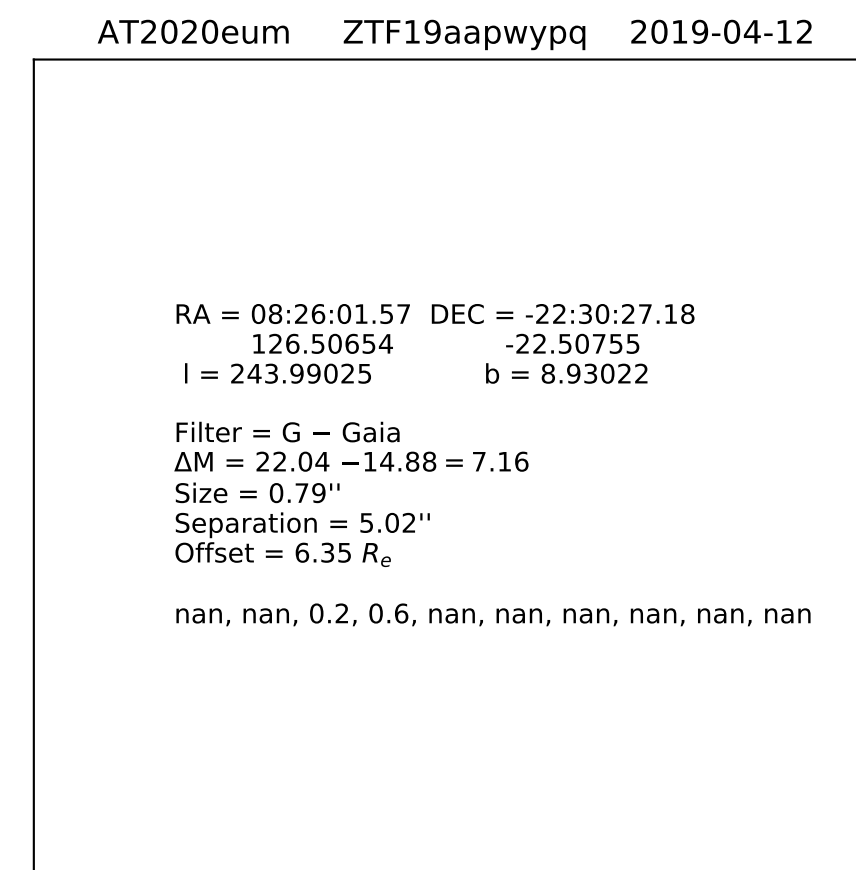 AT2020eum ZTF19aapwypq 2019-04-12
RA = 08:26:01.57 DEC = -22:30:27.18
126.50654 -22.50755
l = 243.99025 b = 8.93022
Filter = G − Gaia
ΔM = 22.04 −14.88 = 7.16
Size = 0.79''
Separation = 5.02''
Offset = 6.35 Rₑ
nan, nan, 0.2, 0.6, nan, nan, nan, nan, nan, nan